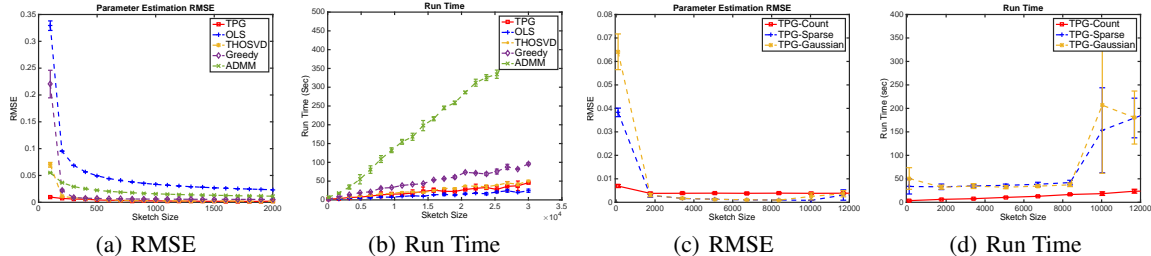 Parameter Estimation RMSE
0.35
0.3
0.25
0.2
0.15
0.1
0.05
0
RMSE
0 500 1000 1500 2000
Sketch Size
TPG
OLS
THOSVD
Greedy
ADMM
(a) RMSE
Run Time
500
450
400
350
300
250
200
150
100
50
0
Run Time (Sec)
0 0.5 1 1.5 2 2.5 3 3.5
×10⁴
Sketch Size
TPG
OLS
THOSVD
Greedy
ADMM
(b) Run Time
Parameter Estimation RMSE
0.08
0.07
0.06
0.05
0.04
0.03
0.02
0.01
0
RMSE
0 2000 4000 6000 8000 10000 12000
Sketch Size
TPG-Count
TPG-Sparse
TPG-Gaussian
(c) RMSE
Run Time
400
350
300
250
200
150
100
50
0
Run Time (sec)
0 2000 4000 6000 8000 10000 12000
Sketch Size
TPG-Count
TPG-Sparse
TPG-Gaussian
(d) Run Time